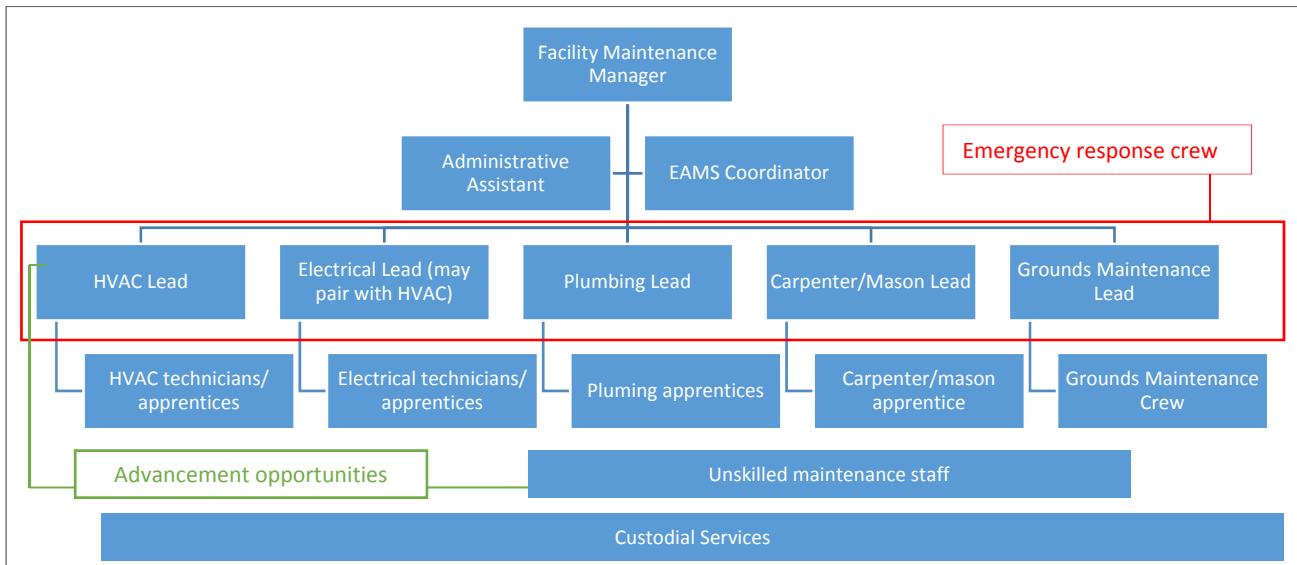 Facility Maintenance
Manager
Administrative
Assistant
EAMS Coordinator
Emergency response crew
HVAC Lead
Electrical Lead (may
pair with HVAC)
Plumbing Lead
Carpenter/Mason Lead
Grounds Maintenance
Lead
HVAC technicians/
apprentices
Electrical technicians/
apprentices
Pluming apprentices
Carpenter/mason
apprentice
Grounds Maintenance
Crew
Advancement opportunities
Unskilled maintenance staff
Custodial Services